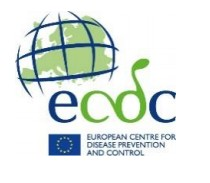 ecdc
EUROPEAN CENTRE FOR
DISEASE PREVENTION
AND CONTROL